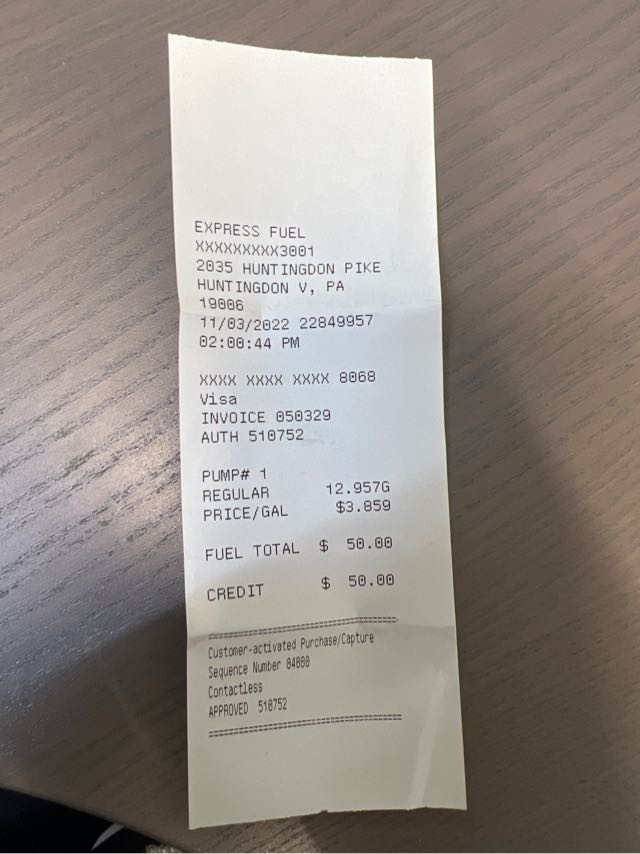 EXPRESS FUEL
XXXXXXXXX3001
2035 HUNTINGDON PIKE
HUNTINGDON V, PA
19006
11/03/2022 22849957
02:00:44 PM
XXXX XXXX XXXX 8068
Visa
INVOICE 050329
AUTH 510752
PUMP# 1
REGULAR 12.957G
PRICE/GAL $3.859
FUEL TOTAL $ 50.00
CREDIT $ 50.00
=======================================
Customer-activated Purchase/Capture
Sequence Number 04800
Contactless
APPROVED 510752
=======================================